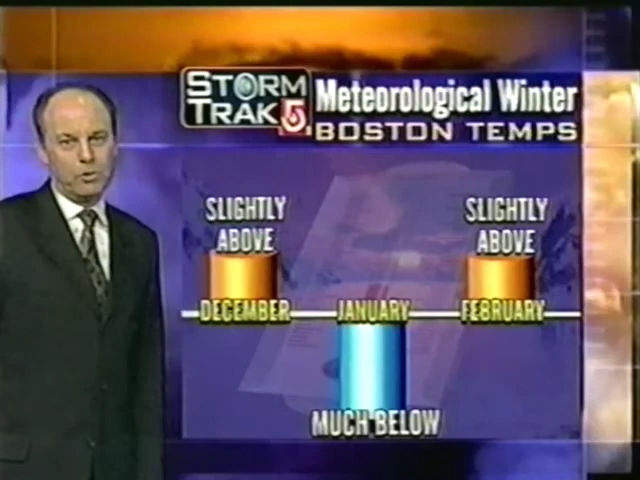 STORM
TRAK 5
Meteorological Winter
BOSTON TEMPS
SLIGHTLY
ABOVE
SLIGHTLY
ABOVE
DECEMBER
JANUARY
FEBRUARY
MUCH BELOW